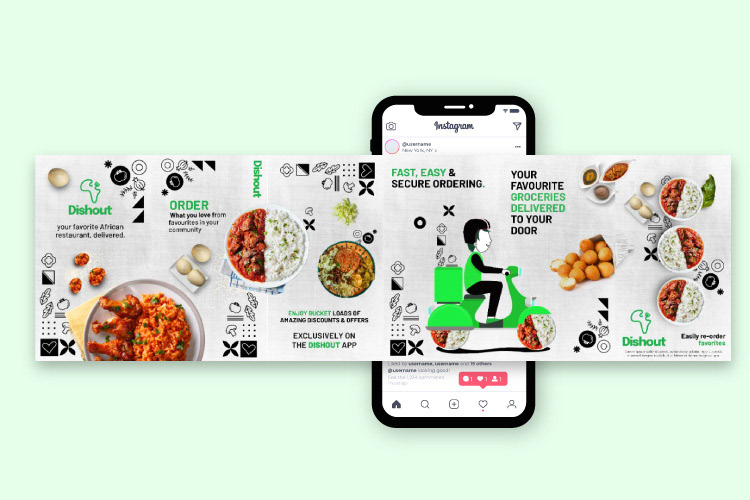 Instagram
@username
New York, NY
Dishout
your favorite African
restaurant, delivered.
ORDER
What you love from
favourites in your
community
Dishout
ENJOY BUCKET LOADS OF
AMAZING DISCOUNTS & OFFERS
EXCLUSIVELY ON
THE DISHOUT APP
FAST, EASY &
SECURE ORDERING.
YOUR
FAVOURITE
GROCERIES
DELIVERED
TO YOUR
DOOR
Dishout
Easily re-order
favorites
Liked by username, username and 15 others
@username looking good!
1
1
1